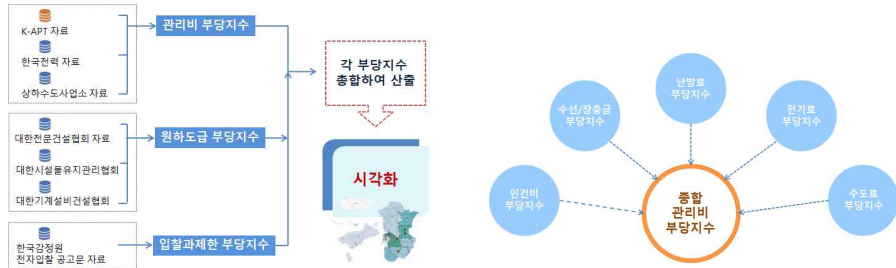 K-APT 자료
한국전력 자료
상하수도사업소 자료
관리비 부당지수
대한전문건설협회 자료
대한시설물유지관리협회
대한기계설비건설협회
원하도급 부당지수
한국감정원
전자입찰 공고문 자료
입찰과제한 부당지수
각 부당지수
총합하여 산출
시각화
인건비
부당지수
수선/장충금
부당지수
난방료
부당지수
전기료
부당지수
수도료
부당지수
종합
관리비
부당지수